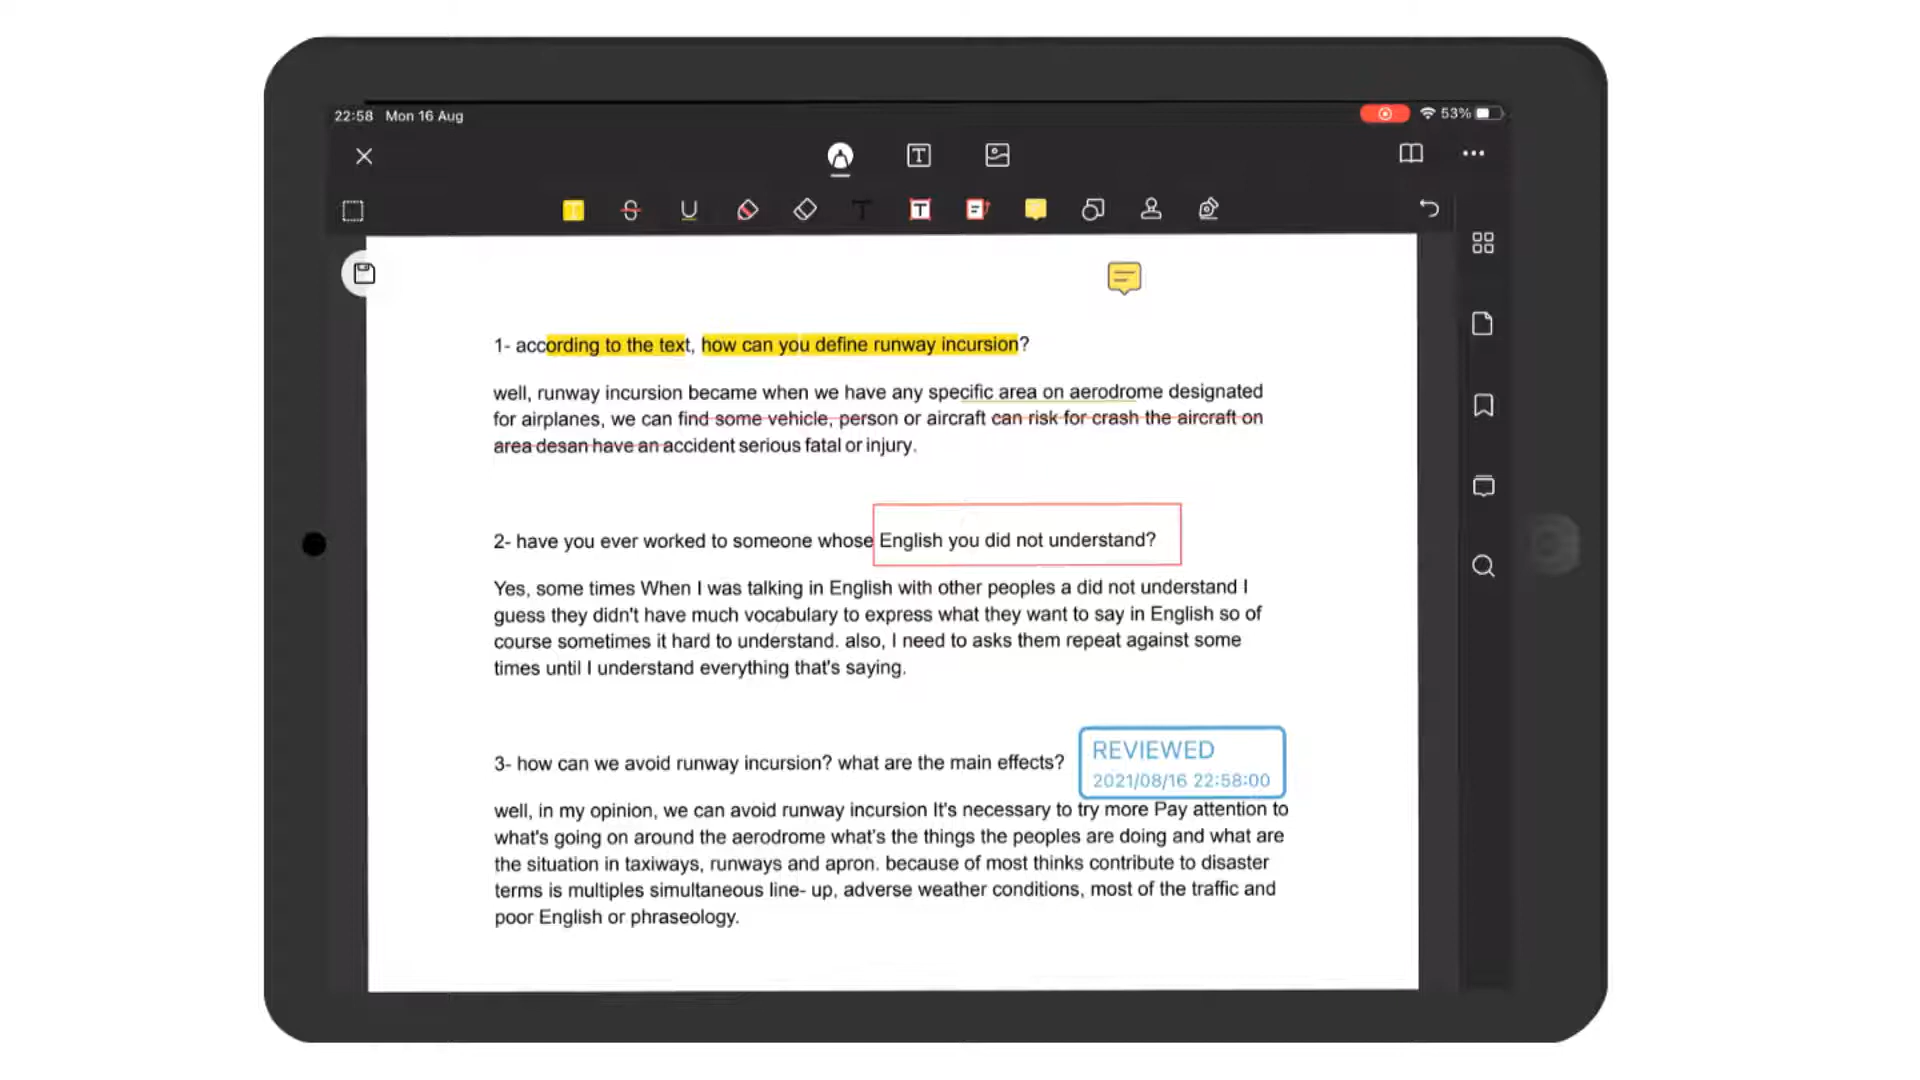 22:58 Mon 16 Aug
53%
1- according to the text, how can you define runway incursion?
well, runway incursion became when we have any specific area on aerodrome designated
for airplanes, we can find some vehicle, person or aircraft can risk for crash the aircraft on
area desan have an accident serious fatal or injury.
2- have you ever worked to someone whose English you did not understand?
Yes, some times When I was talking in English with other peoples a did not understand I
guess they didn't have much vocabulary to express what they want to say in English so of
course sometimes it hard to understand. also, I need to asks them repeat against some
times until I understand everything that's saying.
3- how can we avoid runway incursion? what are the main effects?
REVIEWED
2021/08/16 22:58:00
well, in my opinion, we can avoid runway incursion It's necessary to try more Pay attention to
what's going on around the aerodrome what's the things the peoples are doing and what are
the situation in taxiways, runways and apron. because of most thinks contribute to disaster
terms is multiples simultaneous line- up, adverse weather conditions, most of the traffic and
poor English or phraseology.